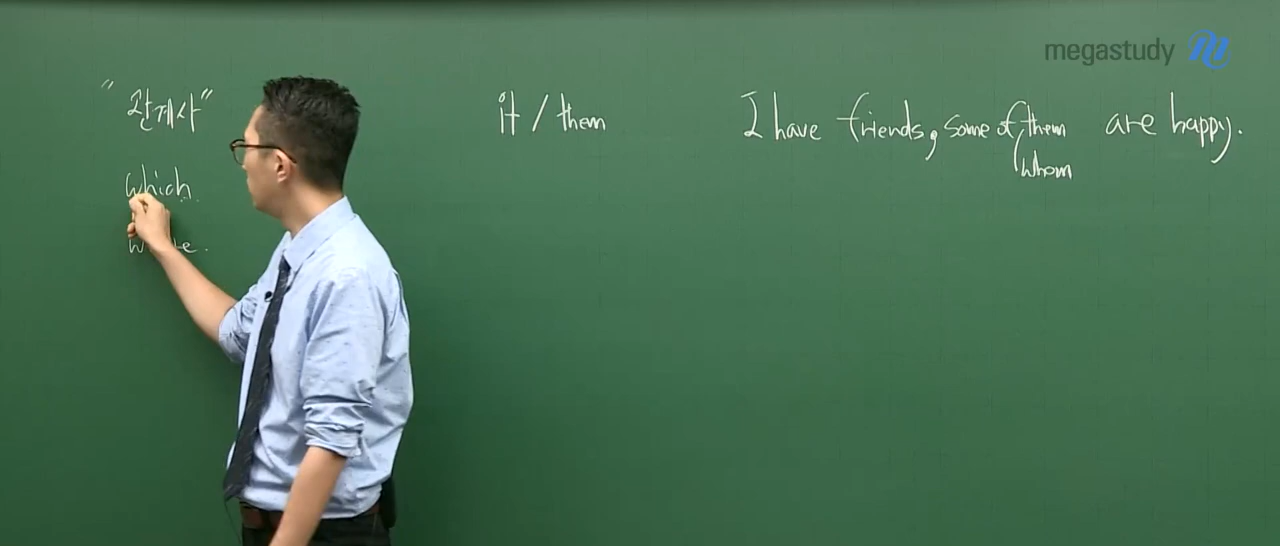 megastudy
"관계사"
it / them
I have friends, some of them are happy.
whom
which.